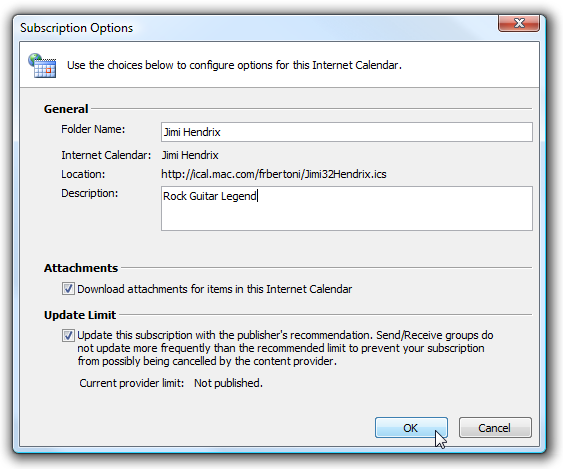 Subscription Options
Use the choices below to configure options for this Internet Calendar.
General
Folder Name: Jimi Hendrix
Internet Calendar: Jimi Hendrix
Location: http://ical.mac.com/frbertoni/Jimi32Hendrix.ics
Description: Rock Guitar Legend
Attachments
Download attachments for items in this Internet Calendar
Update Limit
Update this subscription with the publisher's recommendation. Send/Receive groups do
not update more frequently than the recommended limit to prevent your subscription
from possibly being cancelled by the content provider.
Current provider limit: Not published.
OK Cancel